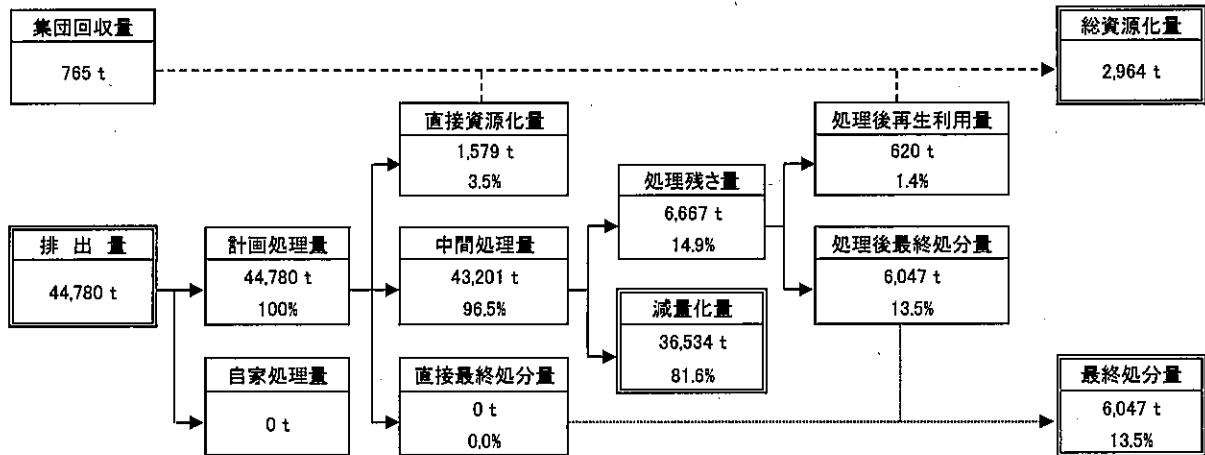 集団回収量
765 t
総資源化量
2,964 t
直接資源化量
1,579 t
3.5%
処理後再生利用量
620 t
1.4%
処理残さ量
6,667 t
14.9%
排出量
44,780 t
計画処理量
44,780 t
100%
中間処理量
43,201 t
96.5%
処理後最終処分量
6,047 t
13.5%
減量化量
36,534 t
81.6%
自家処理量
0 t
直接最終処分量
0 t
0.0%
最終処分量
6,047 t
13.5%